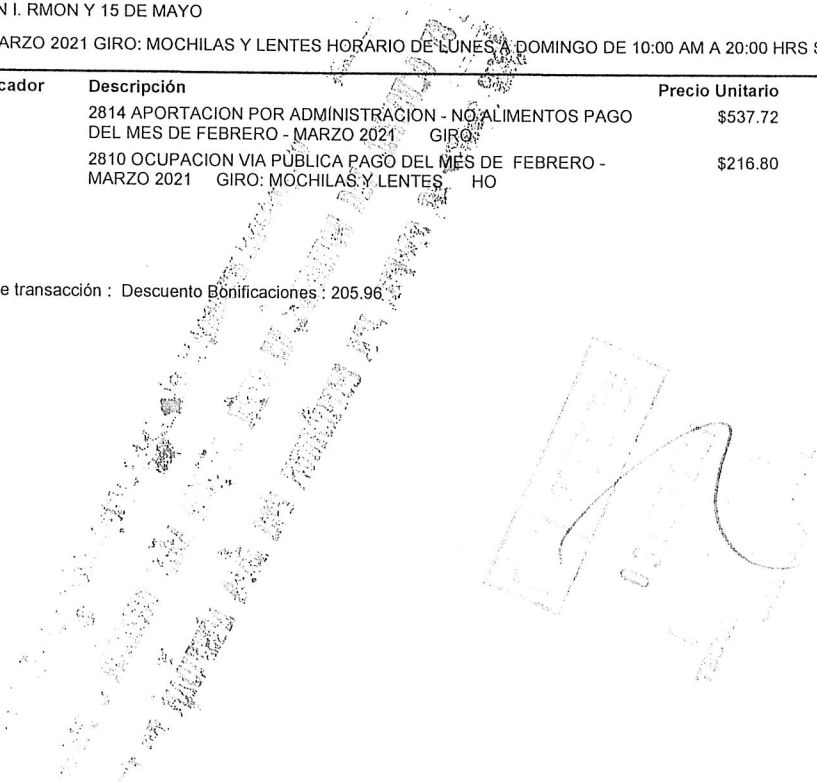 N I. RMON Y 15 DE MAYO
ARZO 2021 GIRO: MOCHILAS Y LENTES HORARIO DE LUNES A DOMINGO DE 10:00 AM A 20:00 HRS S
cador Descripción Precio Unitario
2814 APORTACION POR ADMINISTRACION - NO ALIMENTOS PAGO $537.72
DEL MES DE FEBRERO - MARZO 2021 GIRO:
2810 OCUPACION VIA PÚBLICA PAGO DEL MES DE FEBRERO - $216.80
MARZO 2021 GIRO: MOCHILAS Y LENTES HO
e transacción : Descuento Bonificaciones : 205.96